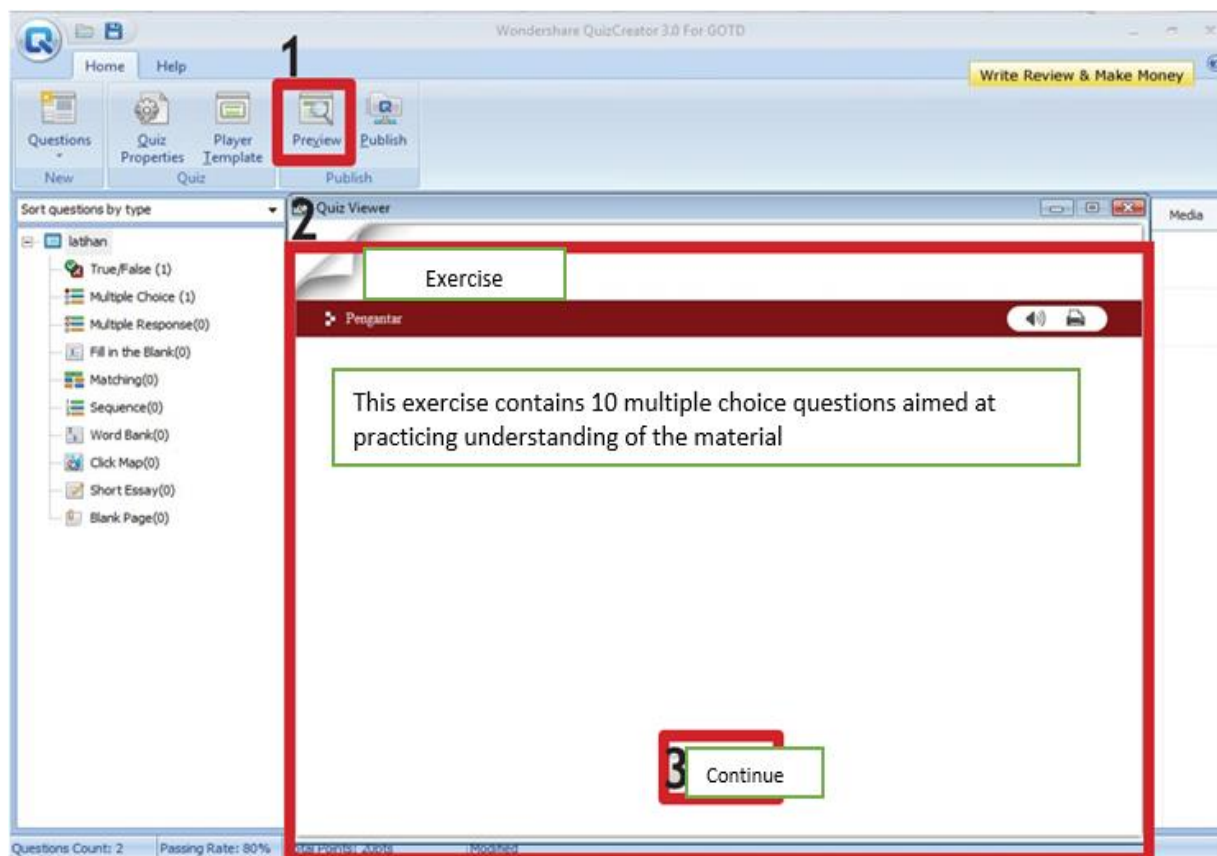 Wondershare QuizCreator 3.0 For GOTD
1
Home Help
Write Review & Make Money
Questions
Quiz Properties
Player Template
Preview
Publish
New
Quiz
Publish
Sort questions by type
2
Quiz Viewer
Media
latihan
True/False (1)
Multiple Choice (1)
Multiple Response(0)
Fill in the Blank(0)
Matching(0)
Sequence(0)
Word Bank(0)
Click Map(0)
Short Essay(0)
Blank Page(0)
Exercise
Pengantar
This exercise contains 10 multiple choice questions aimed at
practicing understanding of the material
3
Continue
Questions Count: 2 Passing Rate: 80% Total Points: 20pts Modified